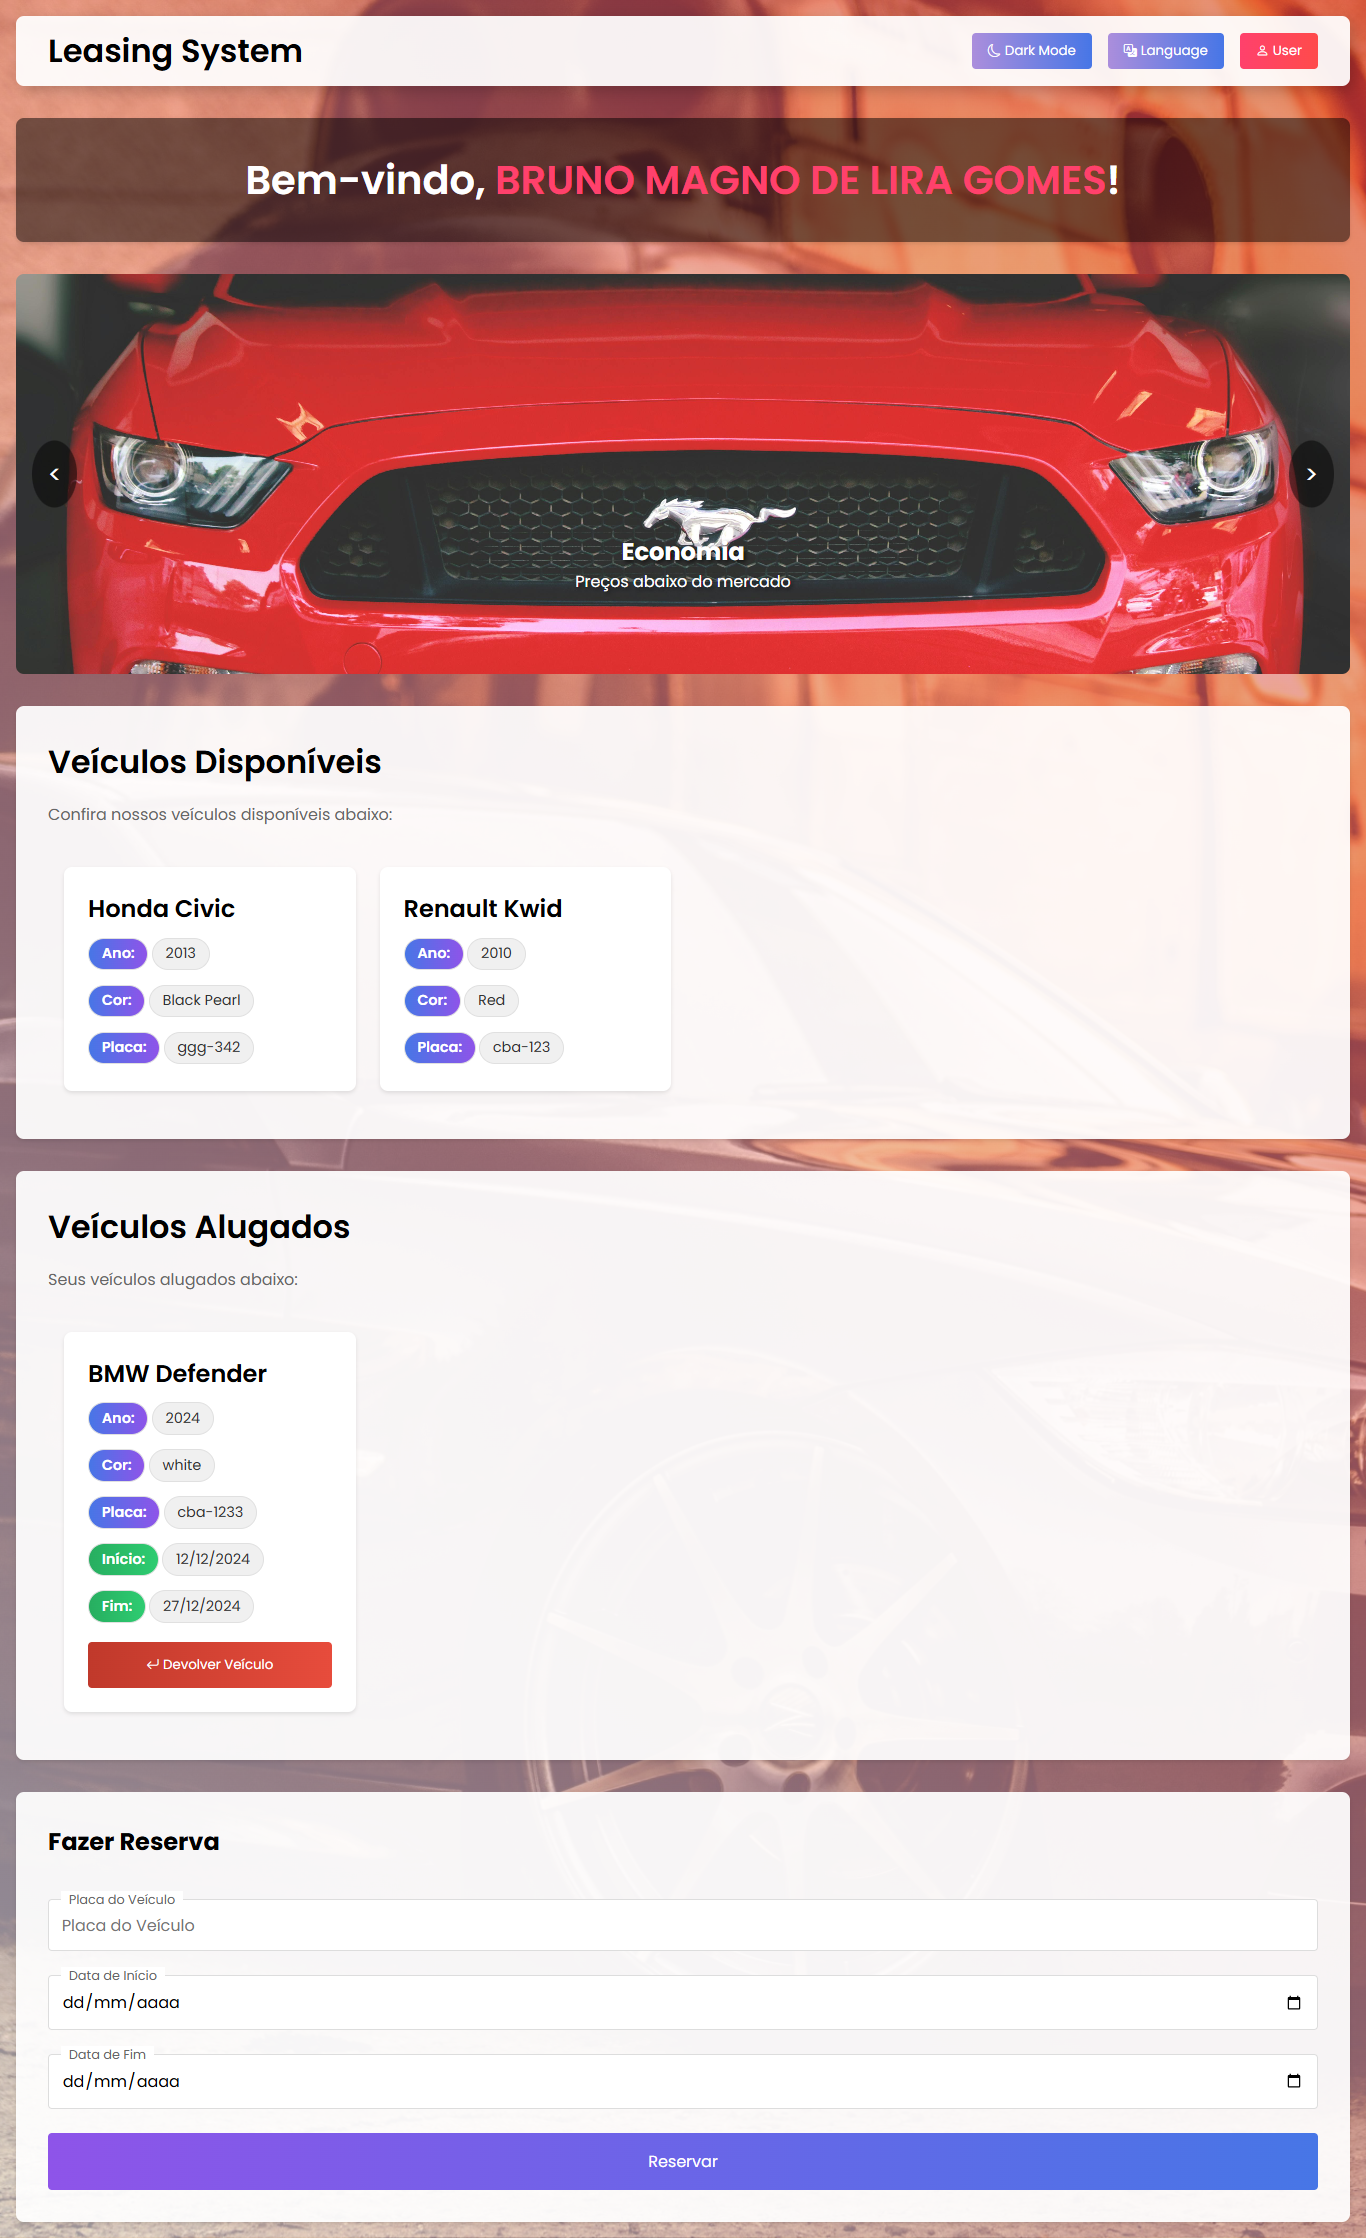 Leasing System
Dark Mode
Language
User
Bem-vindo, BRUNO MAGNO DE LIRA GOMES!
<
>
Economia
Preços abaixo do mercado
Veículos Disponíveis
Confira nossos veículos disponíveis abaixo:
Honda Civic
Ano: 2013
Cor: Black Pearl
Placa: ggg-342
Renault Kwid
Ano: 2010
Cor: Red
Placa: cba-123
Veículos Alugados
Seus veículos alugados abaixo:
BMW Defender
Ano: 2024
Cor: white
Placa: cba-1233
Início: 12/12/2024
Fim: 27/12/2024
Devolver Veículo
Fazer Reserva
Placa do Veículo
Placa do Veículo
Data de Início
dd/mm/aaaa
Data de Fim
dd/mm/aaaa
Reservar